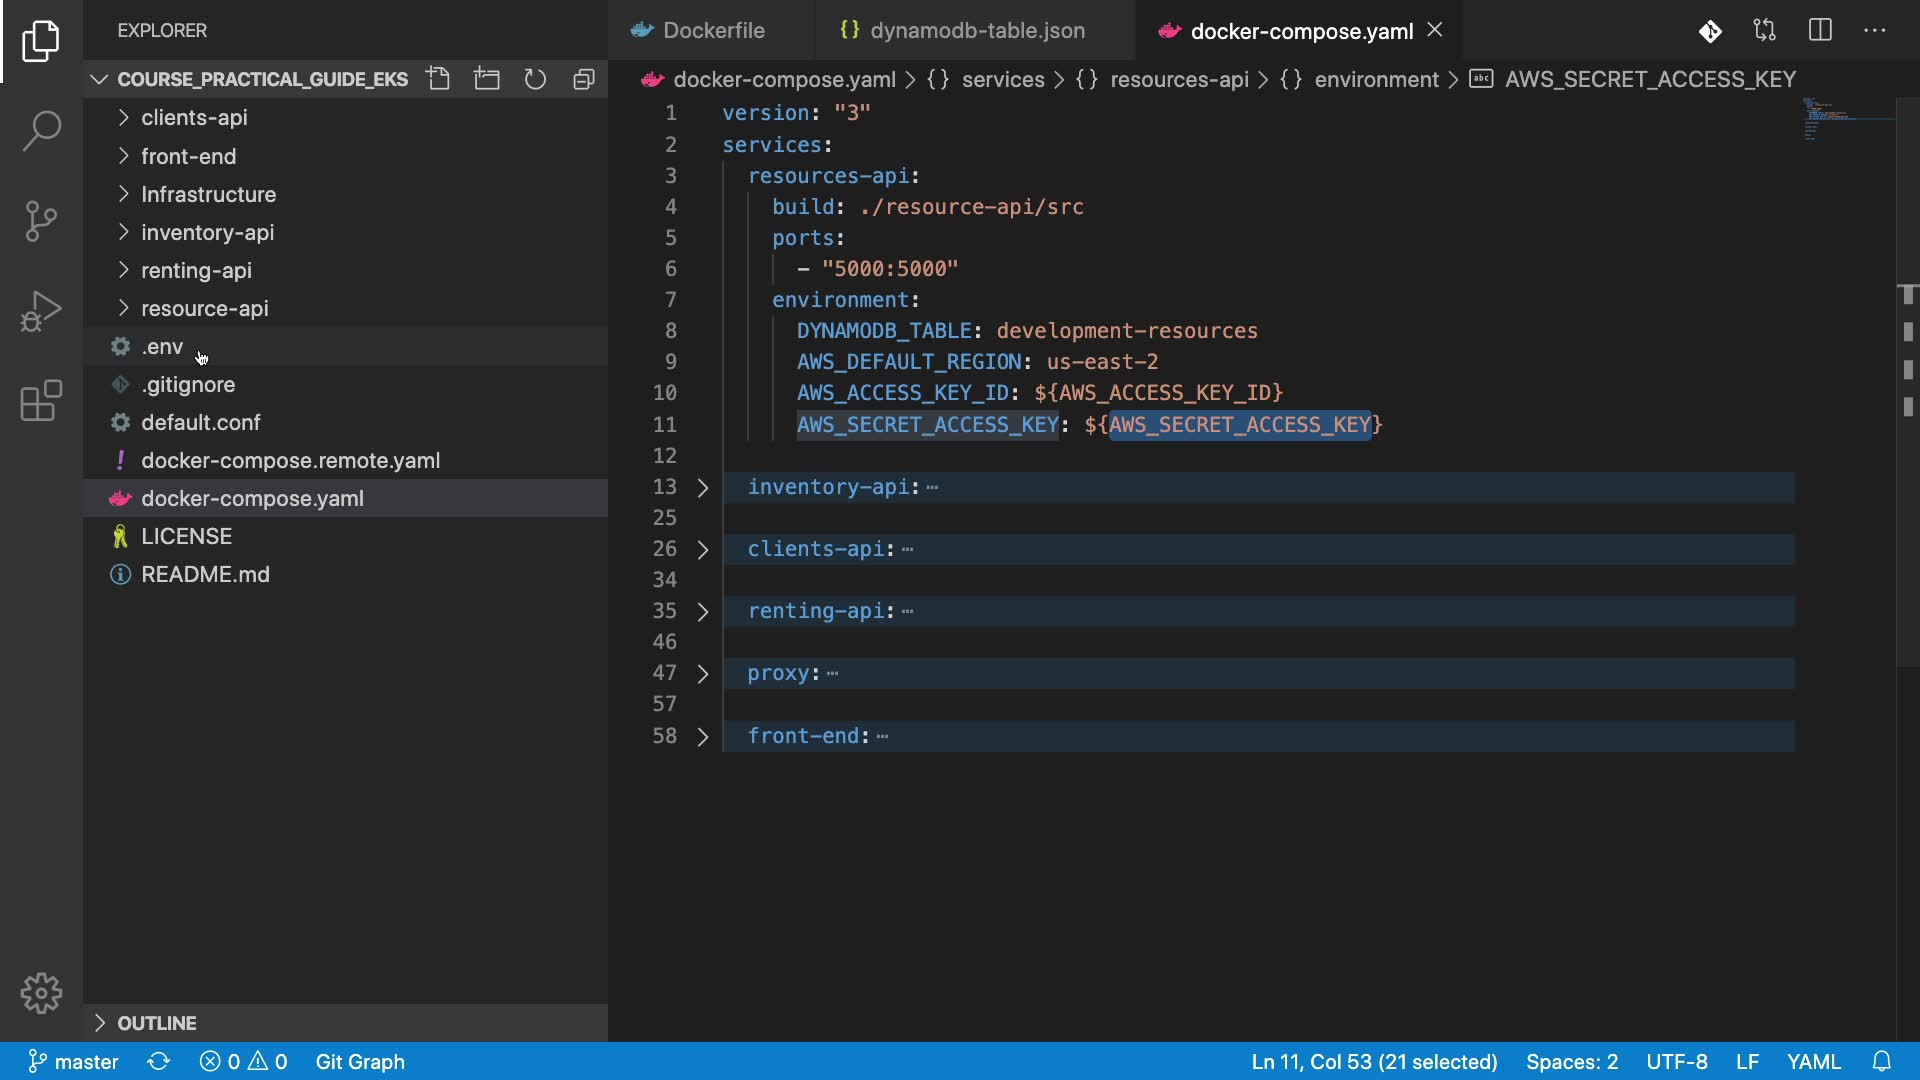 EXPLORER
Dockerfile
{} dynamodb-table.json
docker-compose.yaml
COURSE_PRACTICAL_GUIDE_EKS
docker-compose.yaml > {} services > {} resources-api > {} environment > abc AWS_SECRET_ACCESS_KEY
clients-api
front-end
Infrastructure
inventory-api
renting-api
resource-api
.env
.gitignore
default.conf
! docker-compose.remote.yaml
docker-compose.yaml
LICENSE
README.md
1 version: "3"
2 services:
3 resources-api:
4 build: ./resource-api/src
5 ports:
6 - "5000:5000"
7 environment:
8 DYNAMODB_TABLE: development-resources
9 AWS_DEFAULT_REGION: us-east-2
10 AWS_ACCESS_KEY_ID: ${AWS_ACCESS_KEY_ID}
11 AWS_SECRET_ACCESS_KEY: ${AWS_SECRET_ACCESS_KEY}
12
13 > inventory-api:…
25
26 > clients-api:…
34
35 > renting-api:…
46
47 > proxy:…
57
58 > front-end:…
OUTLINE
master 0 0 Git Graph Ln 11, Col 53 (21 selected) Spaces: 2 UTF-8 LF YAML